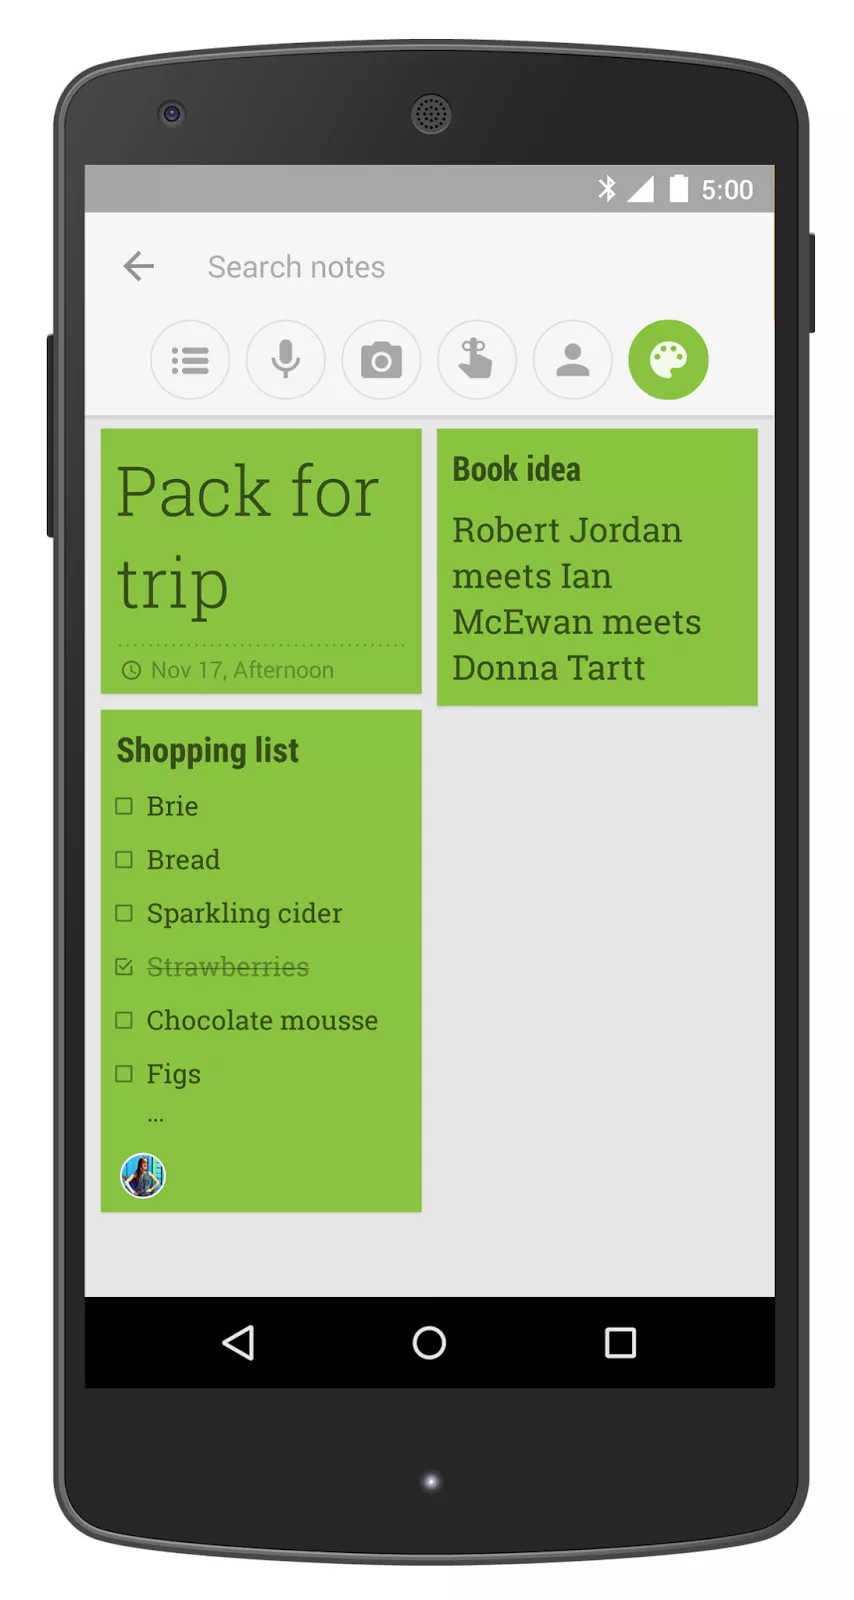 5:00
Search notes
Pack for
trip
Nov 17, Afternoon
Book idea
Robert Jordan
meets Ian
McEwan meets
Donna Tartt
Shopping list
Brie
Bread
Sparkling cider
Strawberries
Chocolate mousse
Figs
...